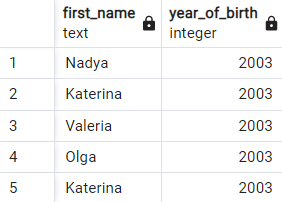 first_name year_of_birth
text integer
1 Nadya 2003
2 Katerina 2003
3 Valeria 2003
4 Olga 2003
5 Katerina 2003